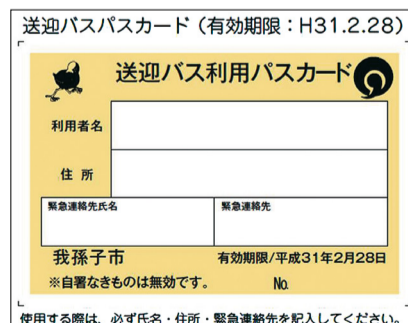 送迎バスパスカード（有効期限：H31.2.28）
送迎バス利用パスカード
利用者名
住 所
緊急連絡先氏名 緊急連絡先
我孫子市 有効期限/平成31年2月28日
※自署なきものは無効です。 No.
使用する際は、必ず氏名・住所・緊急連絡先を記入してください。